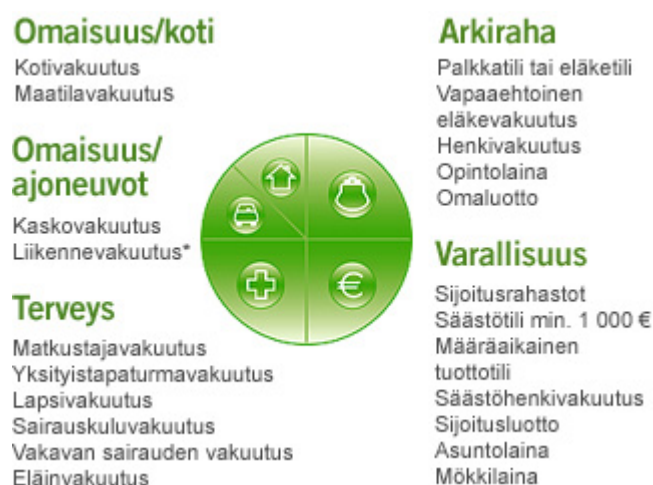 Omaisuus/koti
Kotivakuutus
Maatilavakuutus
Omaisuus/
ajoneuvot
Kaskovakuutus
Liikennevakuutus*
Terveys
Matkustajavakuutus
Yksityistapaturmavakuutus
Lapsivakuutus
Sairauskuluvakuutus
Vakavan sairauden vakuutus
Eläinvakuutus
€
Arkiraha
Palkkatili tai eläketili
Vapaaehtoinen
eläkevakuutus
Henkivakuutus
Opintolaina
Omaluotto
Varallisuus
Sijoitusrahastot
Säästötili min. 1 000 €
Määräaikainen
tuottotili
Säästöhenkivakuutus
Sijoitusluotto
Asuntolaina
Mökkilaina